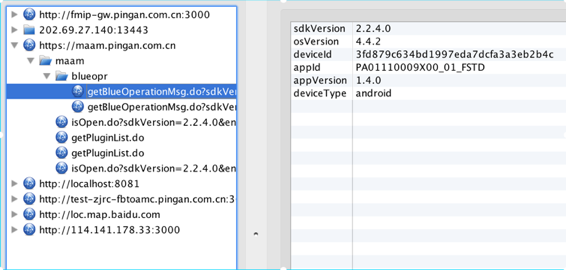 http://fmip-gw.pingan.com.cn:3000
202.69.27.140:13443
https://maam.pingan.com.cn
maam
blueopr
getBlueOperationMsg.do?sdkVer
getBlueOperationMsg.do?sdkVer
isOpen.do?sdkVersion=2.2.4.0&en
getPluginList.do
getPluginList.do
isOpen.do?sdkVersion=2.2.4.0&en
http://localhost:8081
http://test-zjrc-fbtoamc.pingan.com.cn:3
http://loc.map.baidu.com
http://114.141.178.33:3000
sdkVersion 2.2.4.0
osVersion 4.4.2
deviceId 3fd879c634bd1997eda7dcfa3a3eb2b4c
appId PA01110009X00_01_FSTD
appVersion 1.4.0
deviceType android